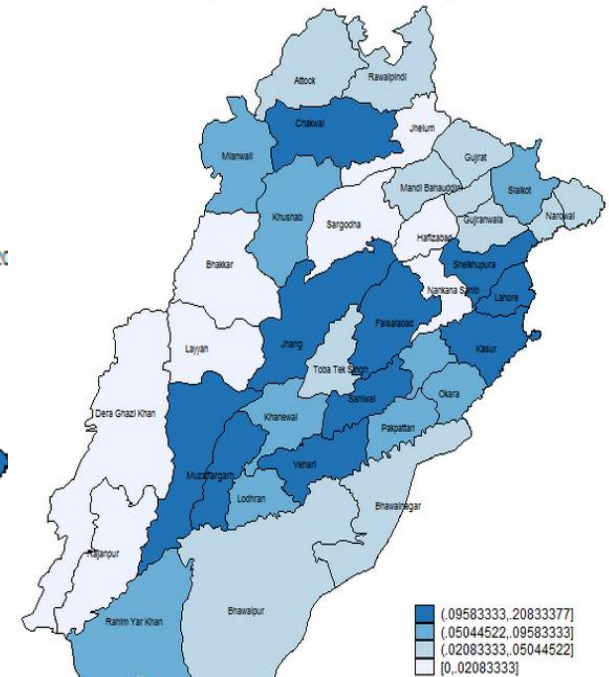 Attock
Rawalpindi
Chakwal
Jhelum
Mianwali
Gujrat
Mandi Bahauddin
Sialkot
Khushab
Sargodha
Gujranwala
Narowal
Hafizabad
Bhakkar
Sheikhupura
Nankana Sahib
Lahore
Faisalabad
Layyah
Jhang
Kasur
Toba Tek Singh
Okara
Sahiwal
Dera Ghazi Khan
Khanewal
Pakpattan
Vehari
Muzaffargarh
Lodhran
Bhawalnagar
Rajanpur
Bhawalpur
Rahim Yar Khan
(.09583333,.20833377]
(.05044522,.09583333]
(.02083333,.05044522]
[0,.02083333]